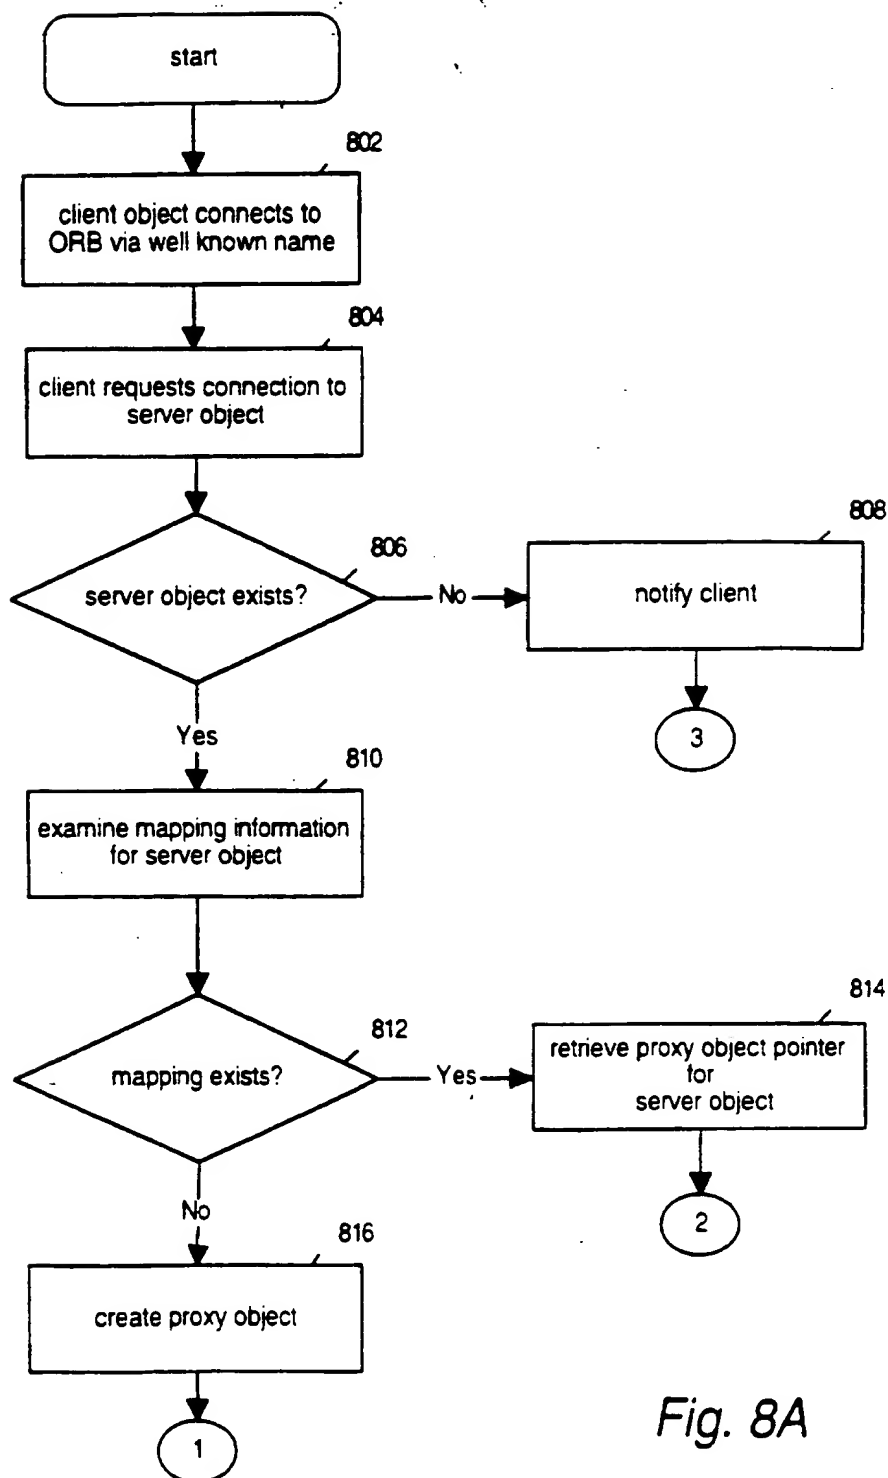 start
802
client object connects to
ORB via well known name
804
client requests connection to
server object
806
server object exists?
No
808
notify client
3
Yes
810
examine mapping information
for server object
812
mapping exists?
Yes
814
retrieve proxy object pointer
for
server object
2
No
816
create proxy object
1
Fig. 8A